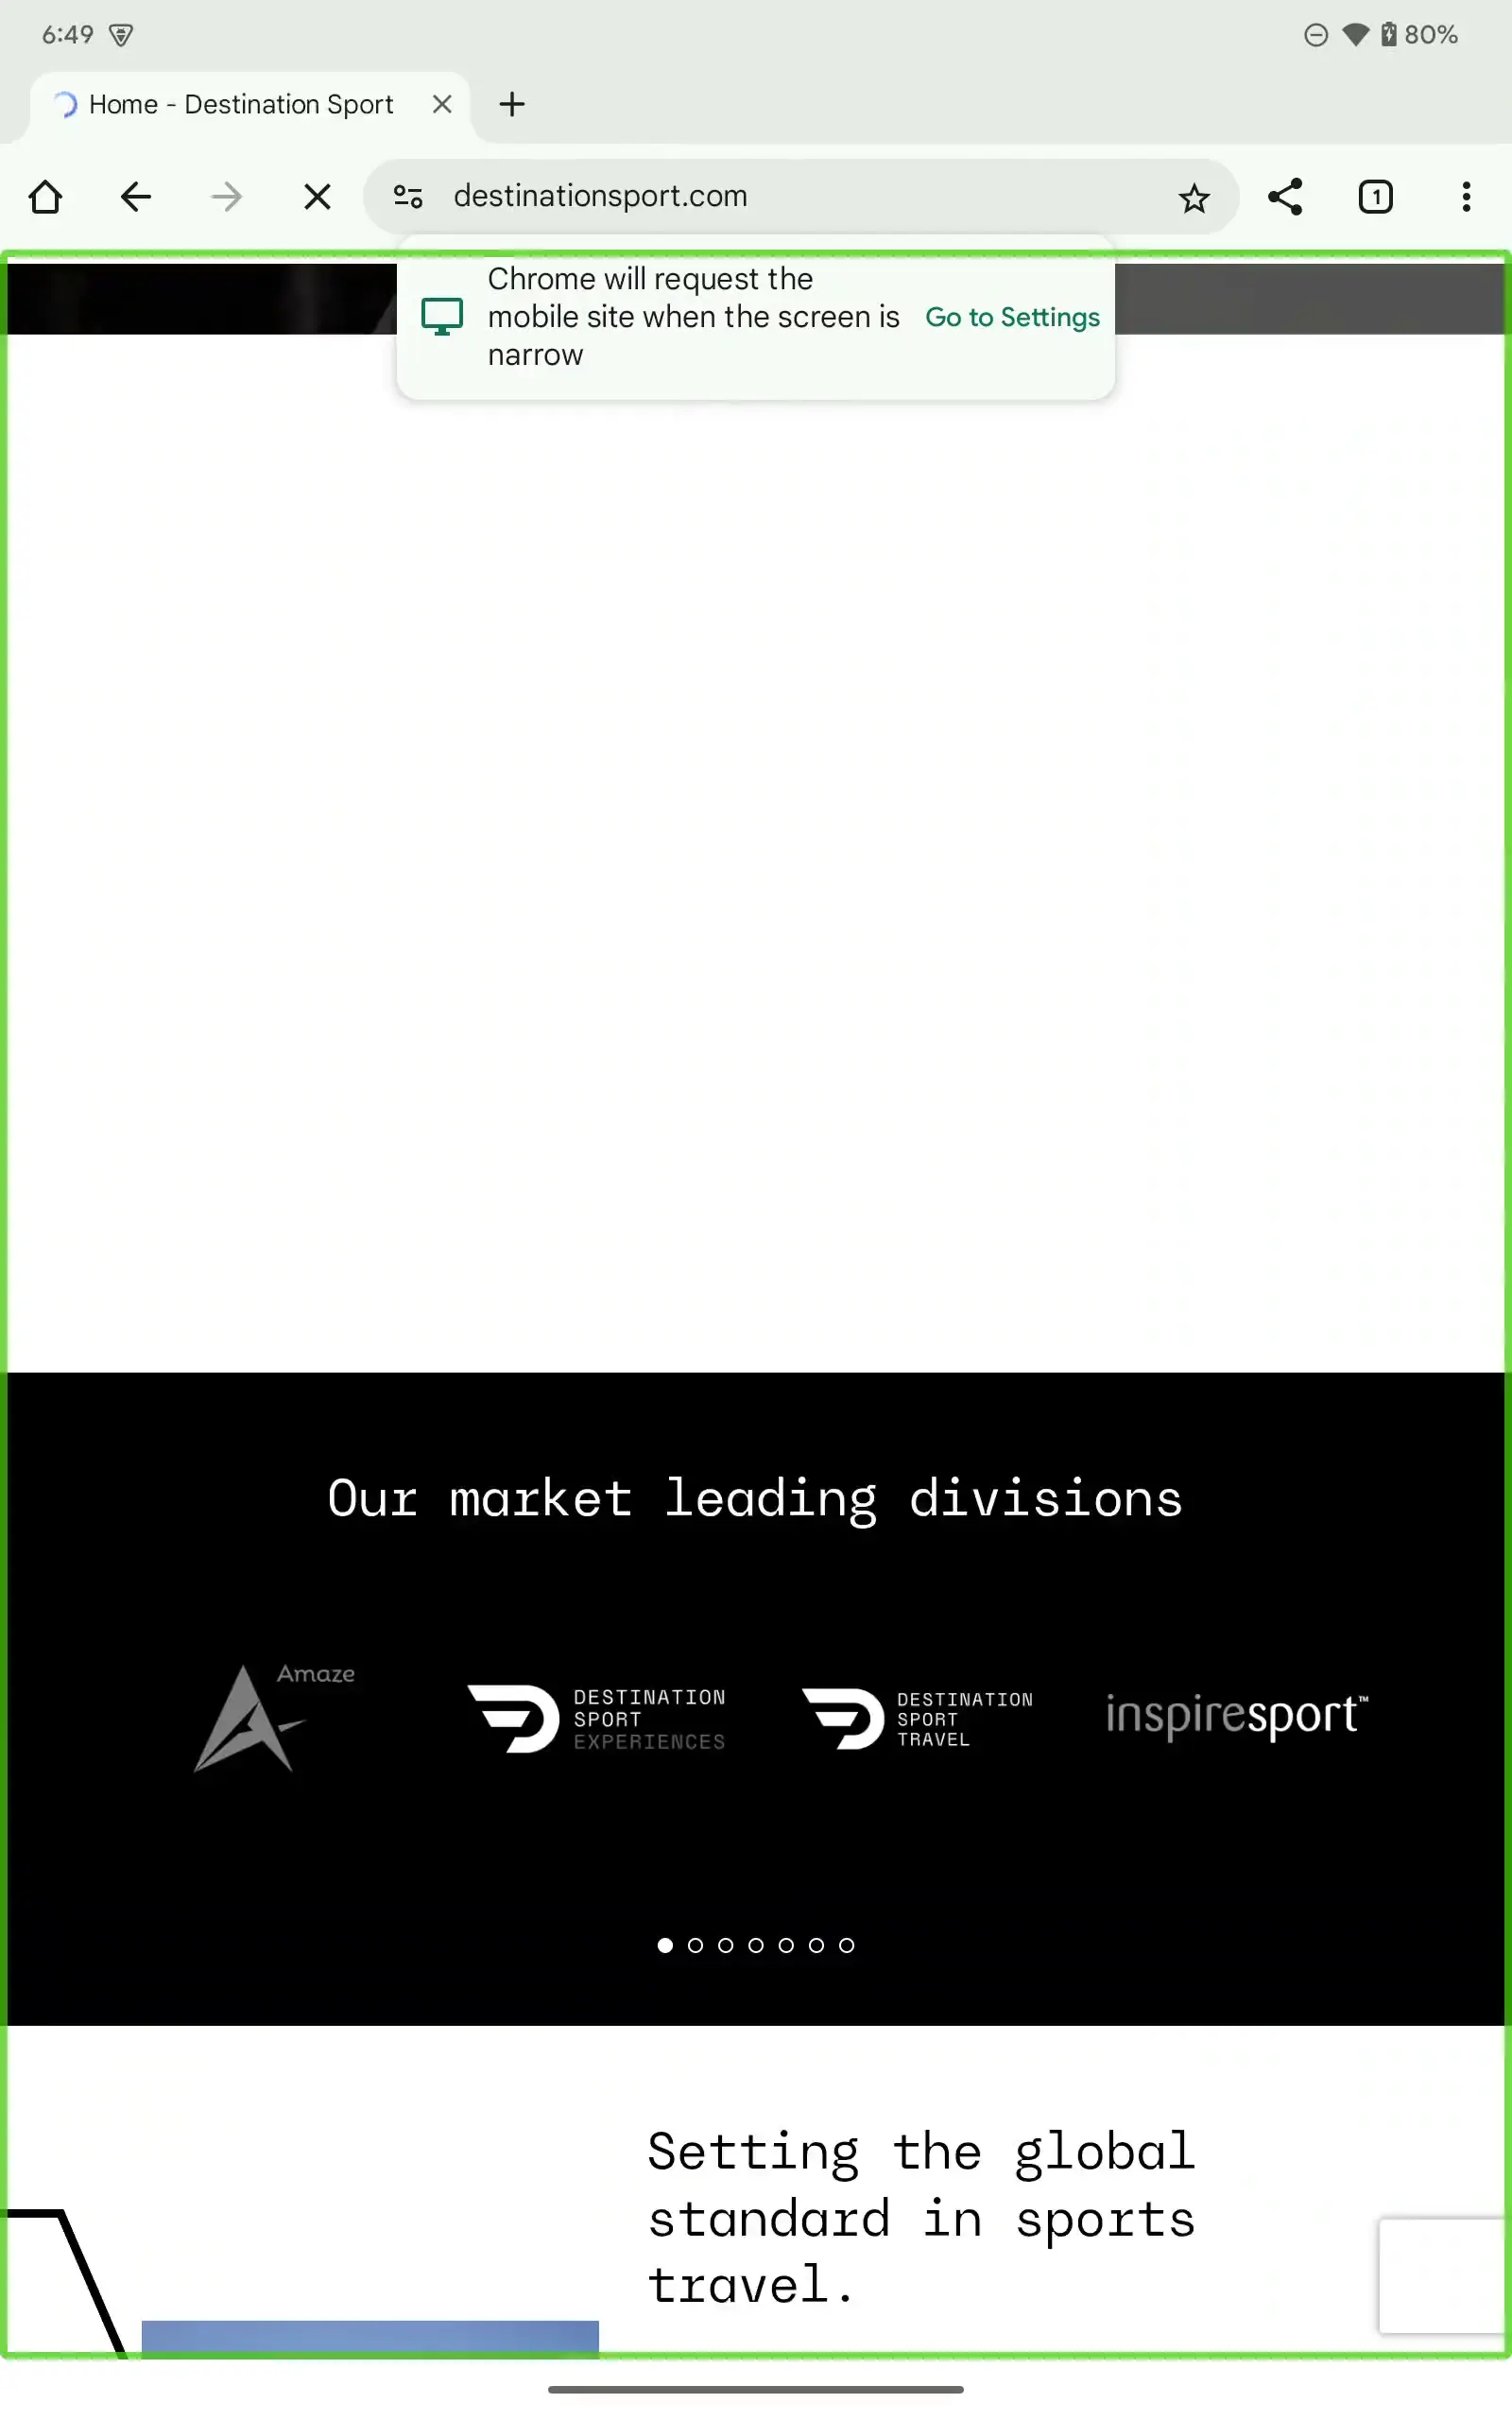 6:49
80%
Home - Destination Sport
destinationsport.com
1
Chrome will request the
mobile site when the screen is
narrow
Go to Settings
Our market leading divisions
Amaze
DESTINATION
SPORT
EXPERIENCES
DESTINATION
SPORT
TRAVEL
inspiresport™
Setting the global
standard in sports
travel.